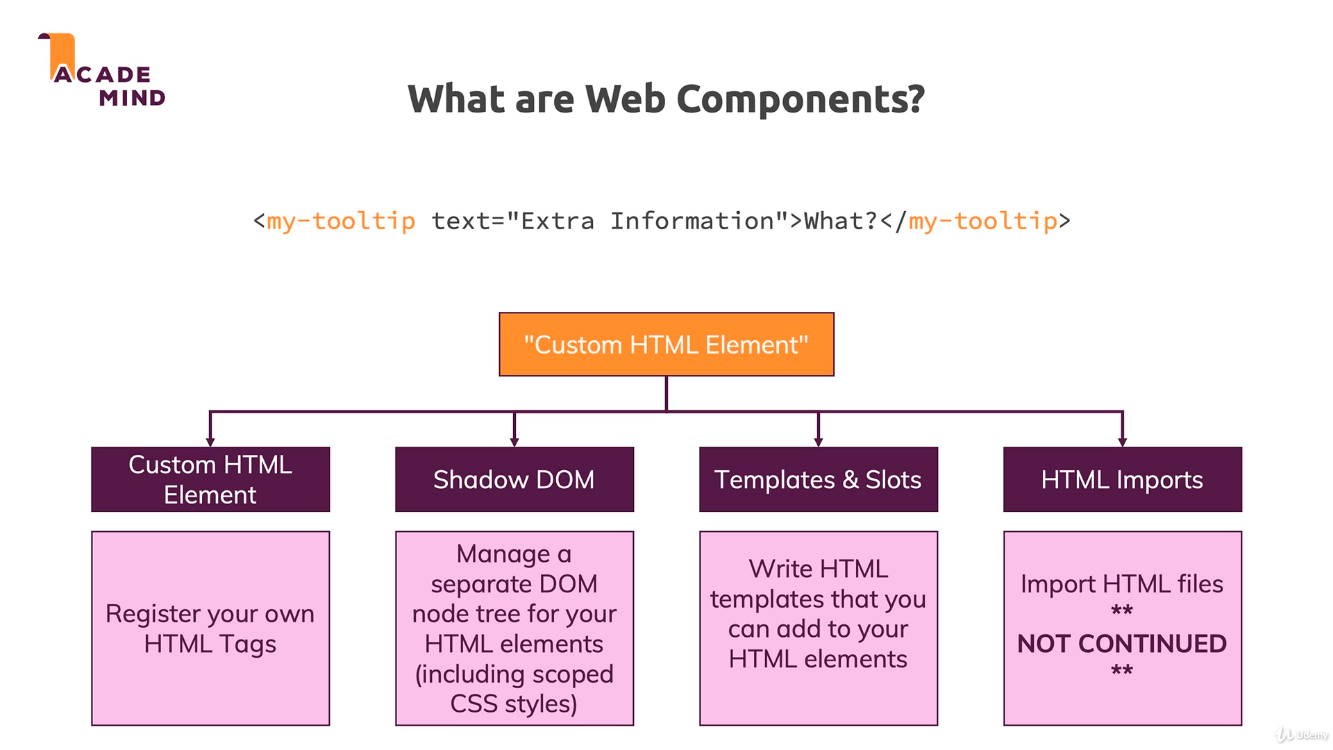 ACADE
MIND
What are Web Components?
<my-tooltip text="Extra Information">What?</my-tooltip>
"Custom HTML Element"
Custom HTML
Element
Shadow DOM
Templates & Slots
HTML Imports
Register your own
HTML Tags
Manage a
separate DOM
node tree for your
HTML elements
(including scoped
CSS styles)
Write HTML
templates that you
can add to your
HTML elements
Import HTML files
**
NOT CONTINUED
**
Udemy